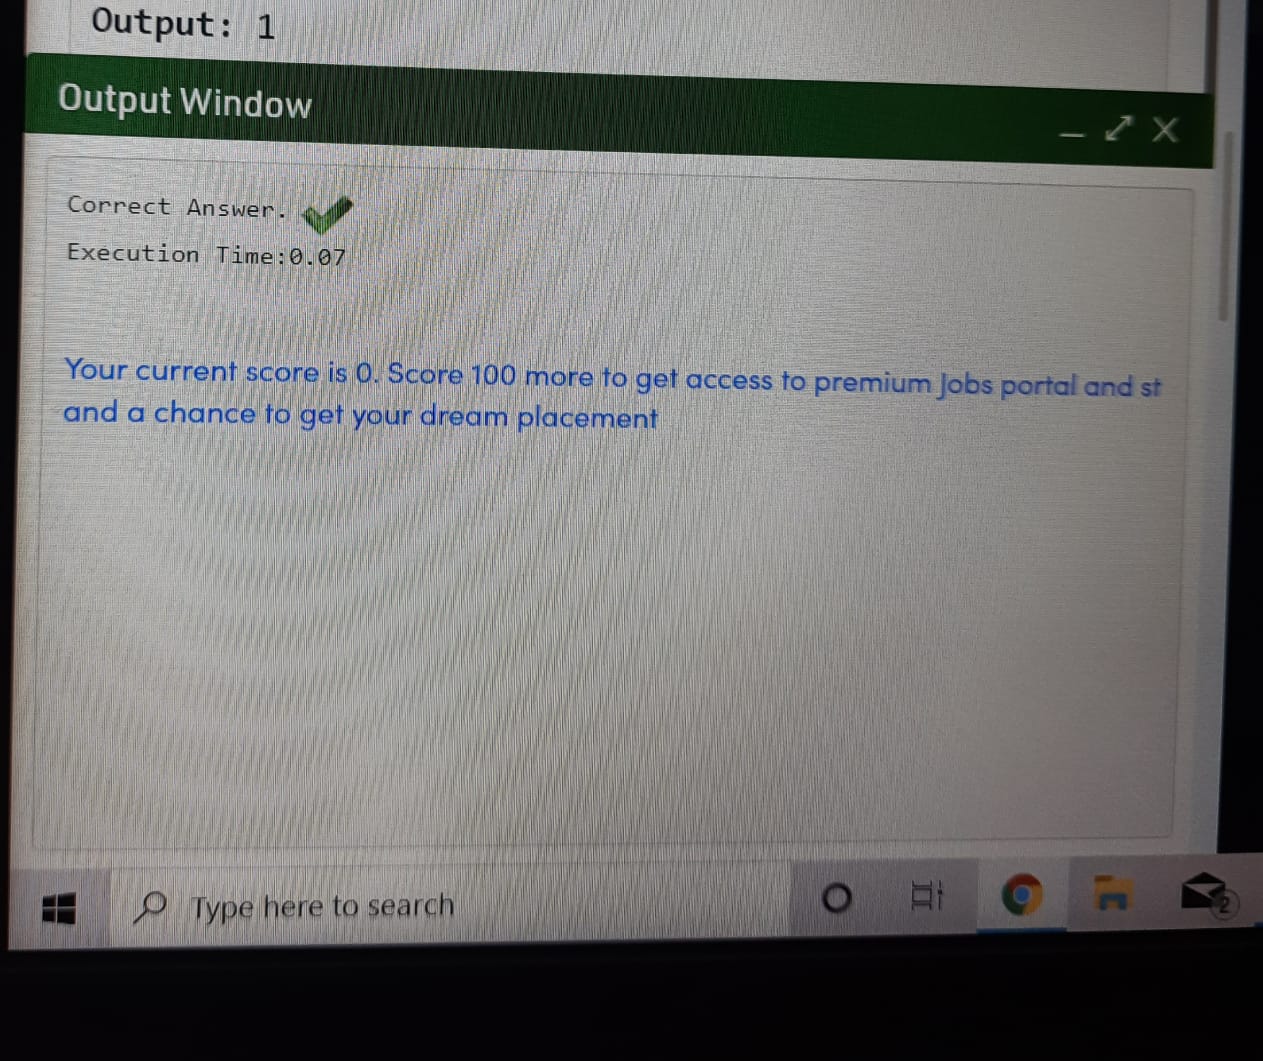 Output: 1
Output Window
Correct Answer.
Execution Time:0.07
Your current score is 0. Score 100 more to get access to premium Jobs portal and st
and a chance to get your dream placement
Type here to search
2